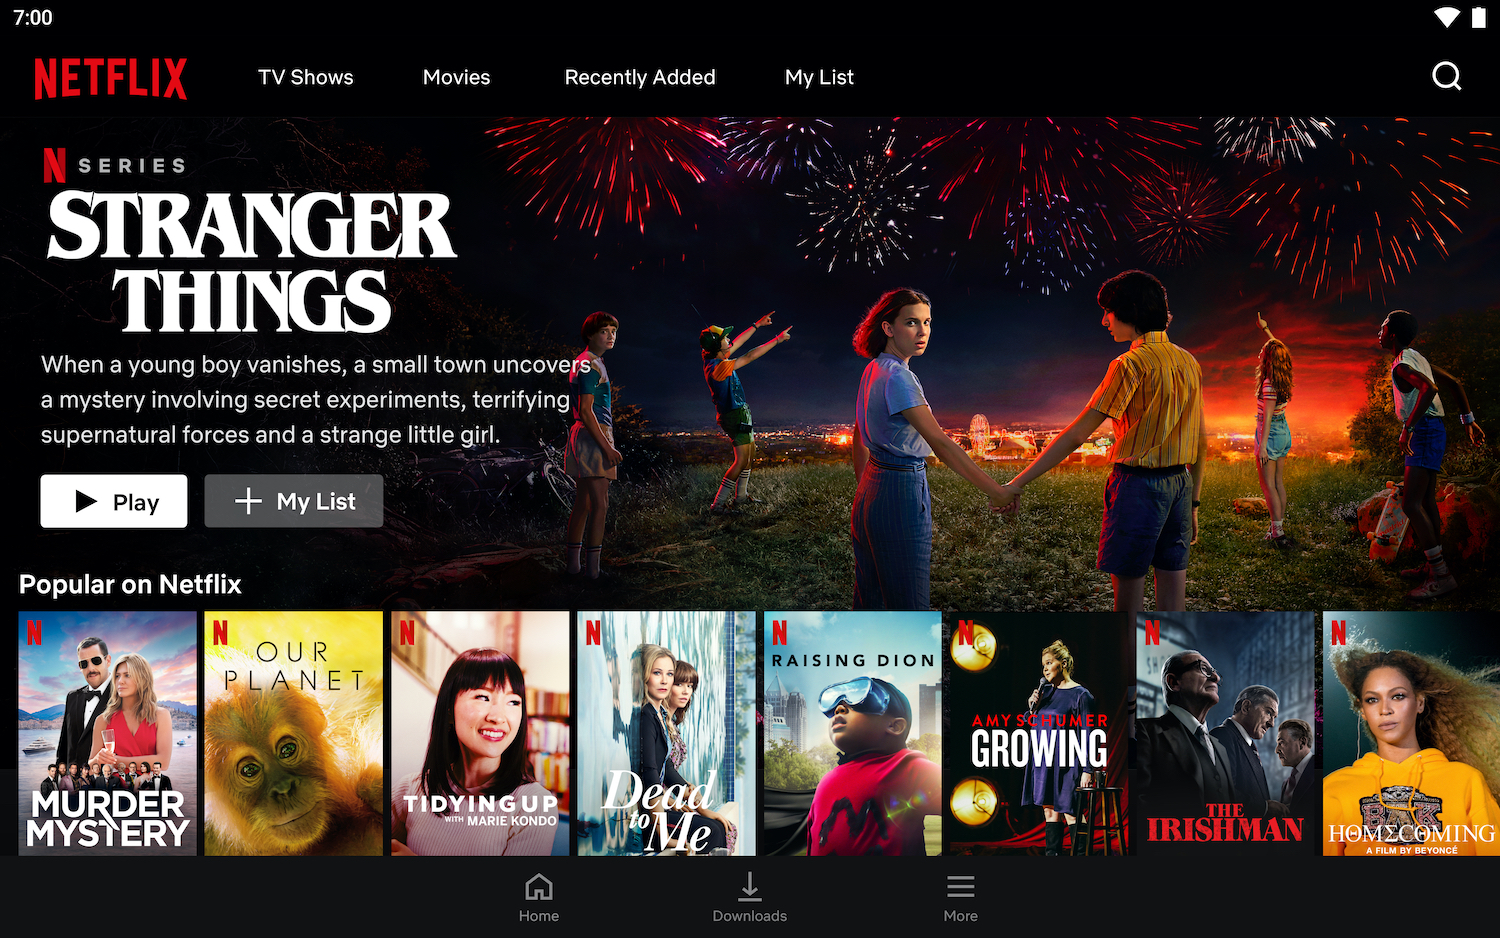 7:00
NETFLIX
TV Shows
Movies
Recently Added
My List
N SERIES
STRANGER
THINGS
When a young boy vanishes, a small town uncovers
a mystery involving secret experiments, terrifying
supernatural forces and a strange little girl.
Play
My List
Popular on Netflix
N
MURDER
MYSTERY
N
OUR
PLANET
N
TIDYING UP
WITH MARIE KONDO
N
Dead
to Me
N
RAISING DION
N
AMY SCHUMER
GROWING
N
THE
IRISHMAN
N
HOMΣCOMING
A FILM BY BEYONCÉ
Home
Downloads
More